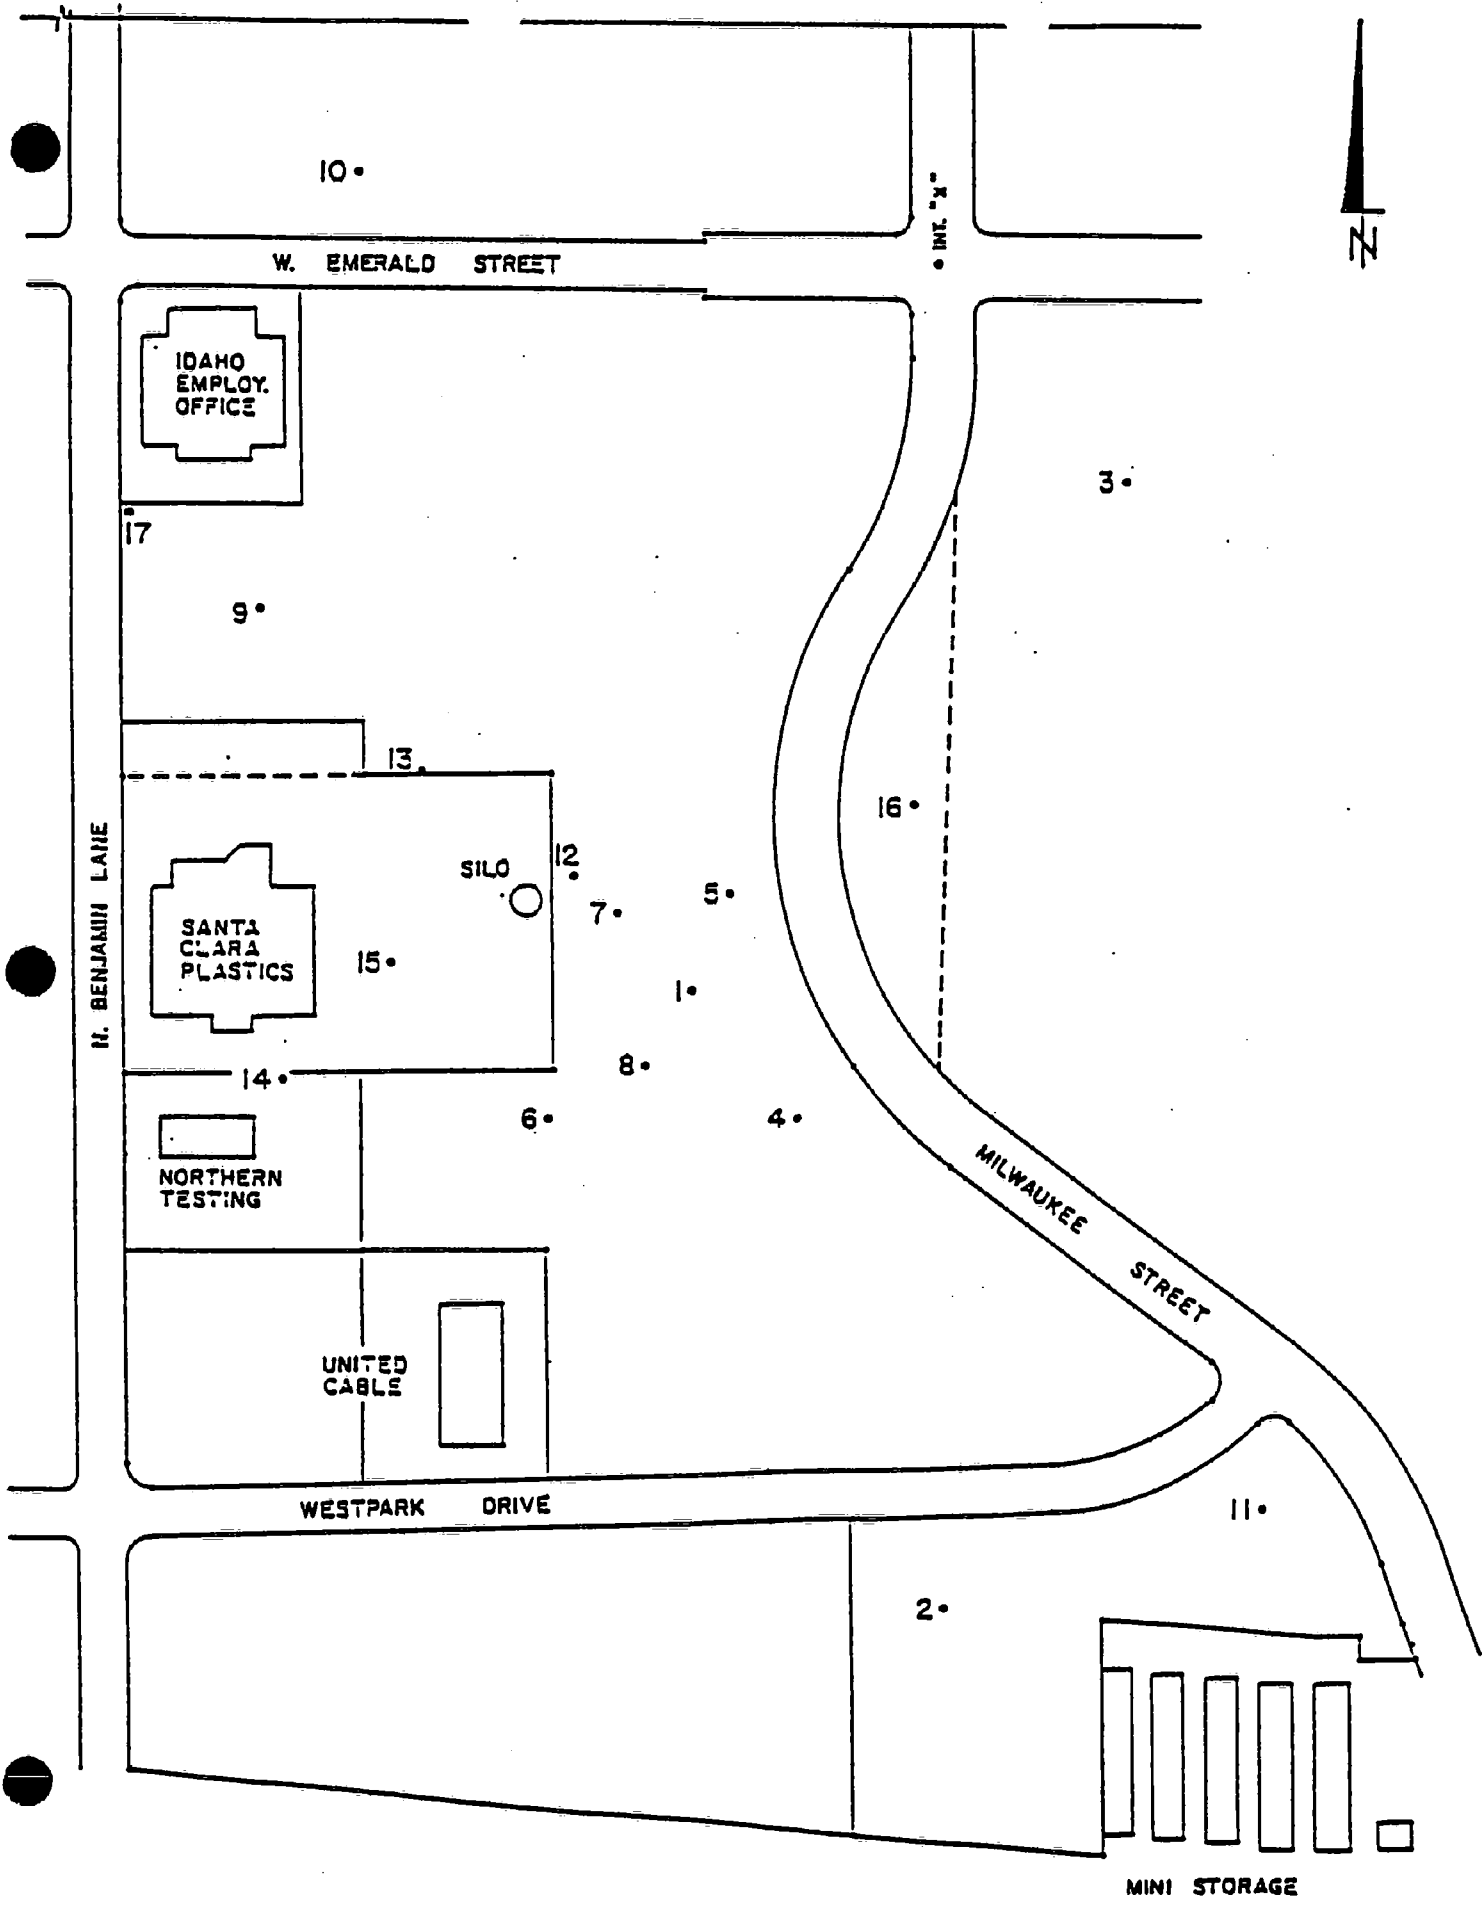 10
INT. "X"
W. EMERALD STREET
N
IDAHO
EMPLOY.
OFFICE
3
17
9
13
16
N. BENJAMIN LANE
12
SILO
7
5
SANTA
CLARA
PLASTICS
15
1
8
14
6
4
NORTHERN
TESTING
MILWAUKEE STREET
UNITED
CABLE
WESTPARK DRIVE
11
2
MINI STORAGE